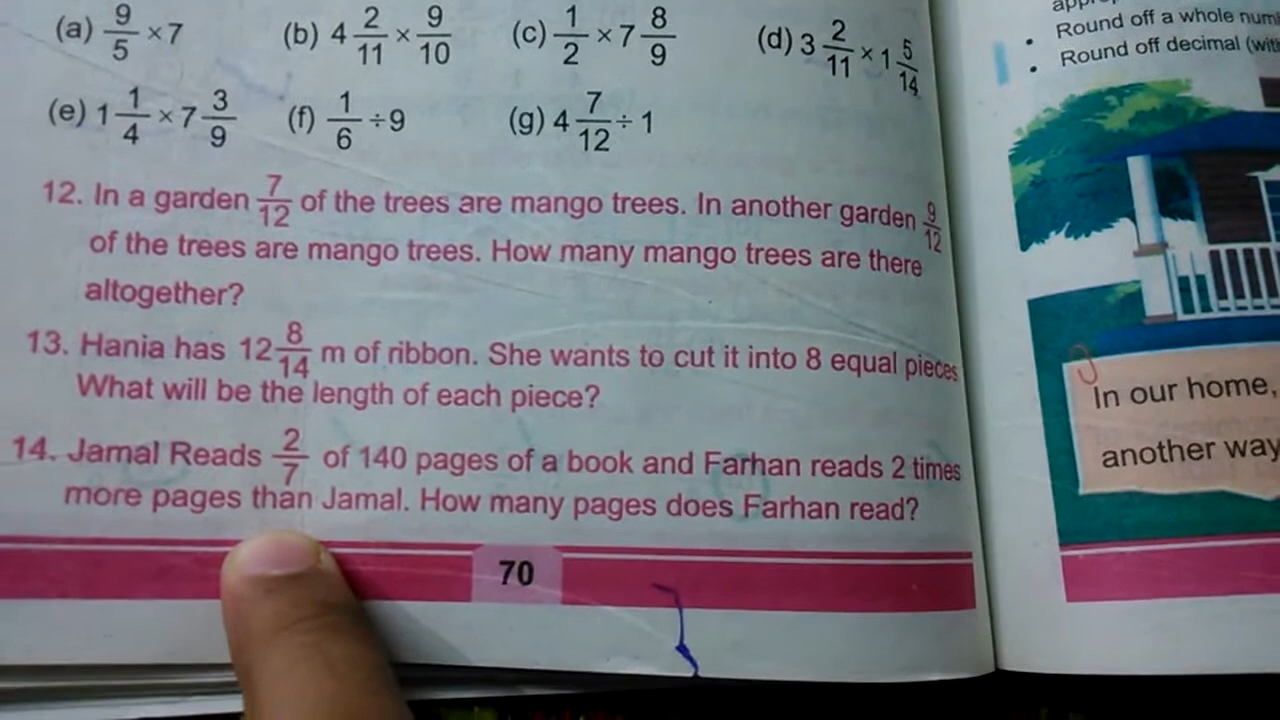 (a) 9/5 ×7 (b) 4 2/11 × 9/10 (c) 1/2 ×7 8/9 (d) 3 2/11 ×1 5/14
(e) 1 1/4 ×7 3/9 (f) 1/6 ÷9 (g) 4 7/12 ÷ 1
12. In a garden 7/12 of the trees are mango trees. In another garden 9/12
of the trees are mango trees. How many mango trees are there
altogether?
13. Hania has 12 8/14 m of ribbon. She wants to cut it into 8 equal pieces
What will be the length of each piece?
14. Jamal Reads 2/7 of 140 pages of a book and Farhan reads 2 times
more pages than Jamal. How many pages does Farhan read?
70
• Round off a whole
• Round off decimal
In our home,
another way